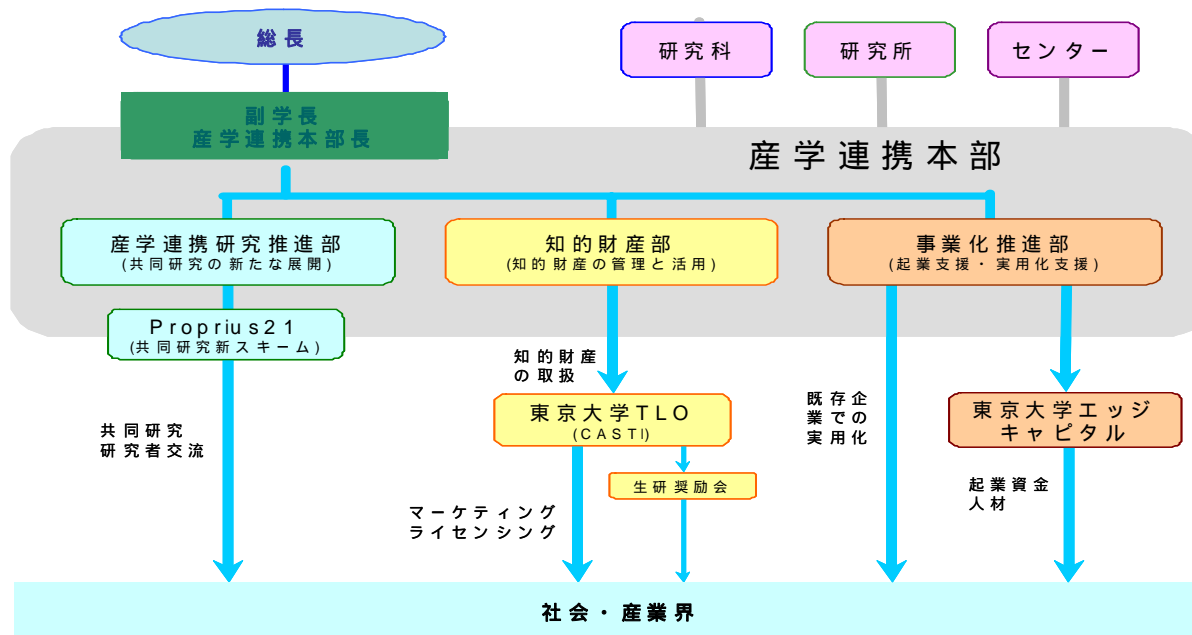 総長
研究科
研究所
センター
副学長
産学連携本部長
産学連携本部
産学連携研究推進部
(共同研究の新たな展開)
知的財産部
(知的財産の管理と活用)
事業化推進部
(起業支援・実用化支援)
Proprius21
(共同研究新スキーム)
知的財産
の取扱
東京大学TLO
(CASTI)
既存企
業での
実用化
東京大学エッジ
キャピタル
共同研究
研究者交流
生研奨励会
マーケティング
ライセンシング
起業資金
人材
社会・産業界